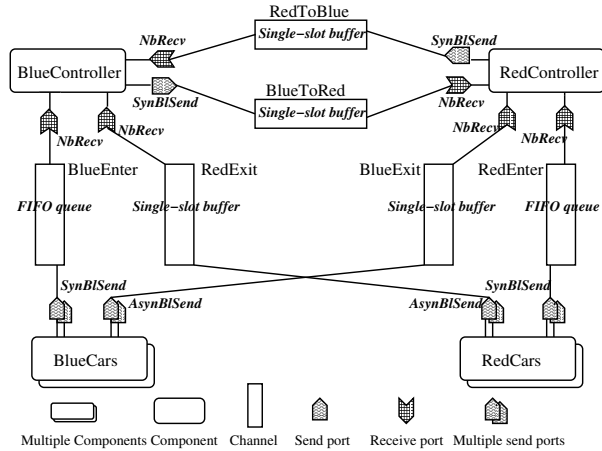 RedToBlue
NbRecv
Single-slot buffer
SynBlSend
BlueController
RedController
SynBlSend
BlueToRed
Single-slot buffer
NbRecv
NbRecv
NbRecv
NbRecv
NbRecv
BlueEnter
RedExit
BlueExit
RedEnter
FIFO queue
Single-slot buffer
Single-slot buffer
FIFO queue
SynBlSend
AsynBlSend
AsynBlSend
SynBlSend
BlueCars
RedCars
Multiple Components
Component
Channel
Send port
Receive port
Multiple send ports